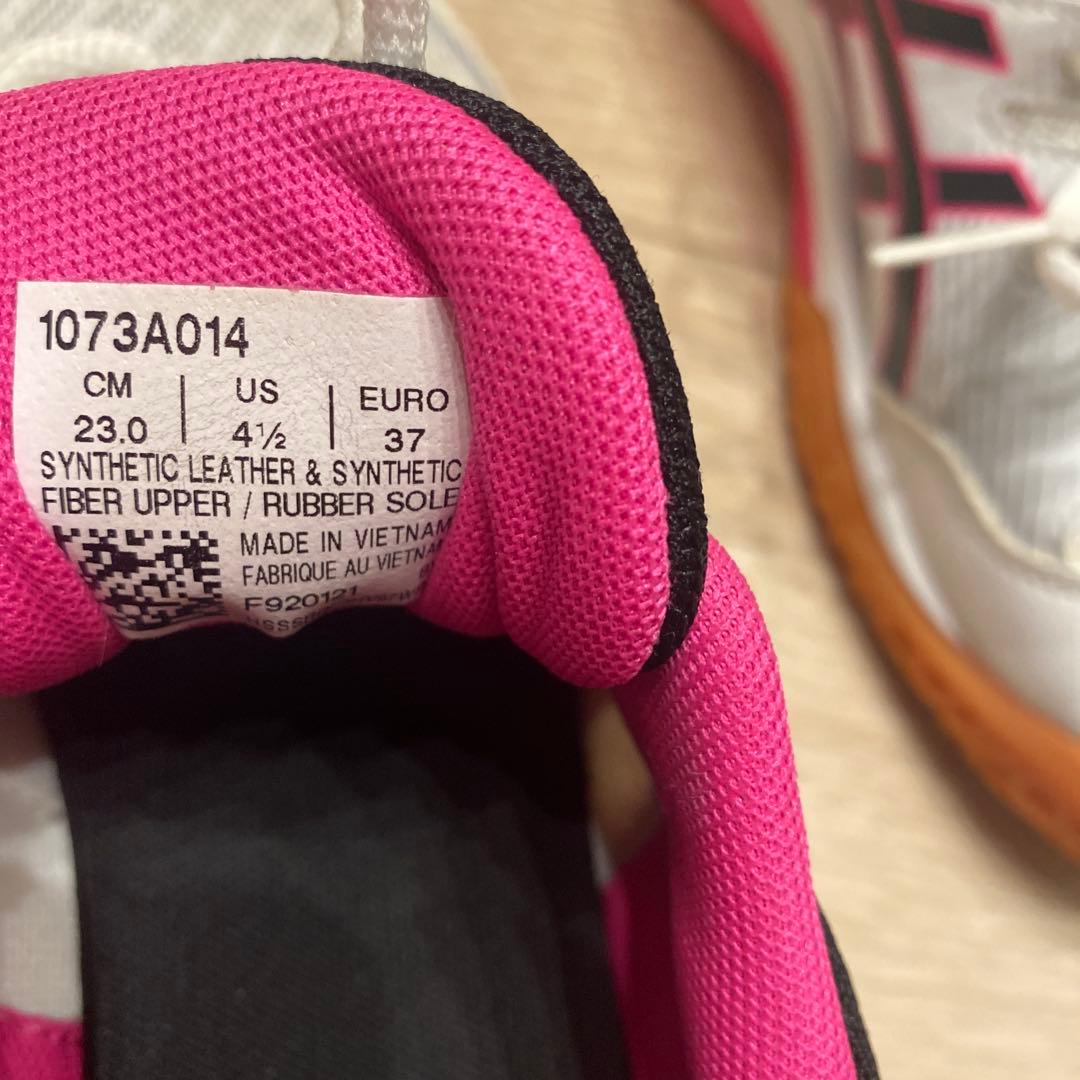 1073A014
CM | US | EURO
23.0 | 4½ | 37
SYNTHETIC LEATHER & SYNTHETIC
FIBER UPPER / RUBBER SOLE
MADE IN VIETNAM
FABRIQUE AU VIETNAM
F920121